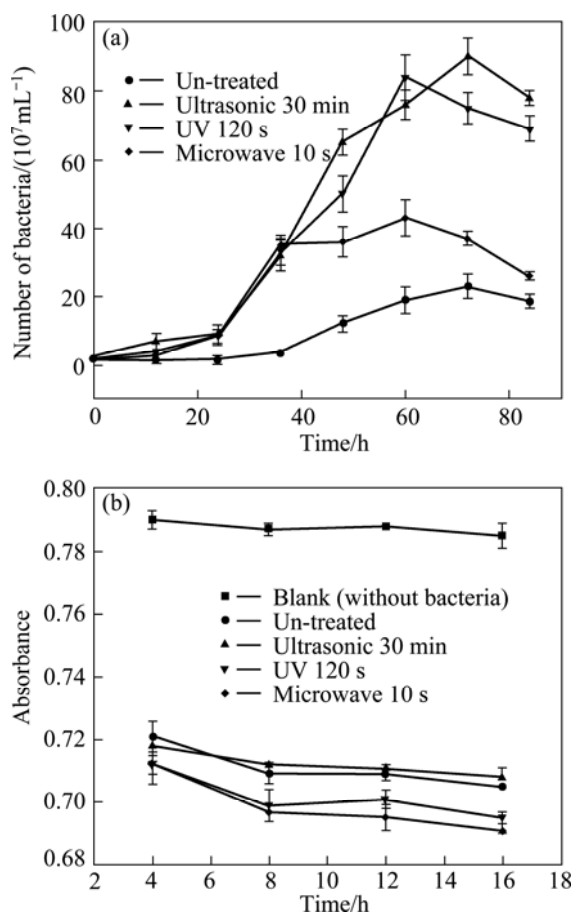 (a)
Un-treated
Ultrasonic 30 min
UV 120 s
Microwave 10 s
Number of bacteria/(10⁷mL⁻¹)
100
80
60
40
20
0
0 20 40 60 80
Time/h
(b)
Blank (without bacteria)
Un-treated
Ultrasonic 30 min
UV 120 s
Microwave 10 s
Absorbance
0.80
0.78
0.76
0.74
0.72
0.70
0.68
2 4 6 8 10 12 14 16 18
Time/h